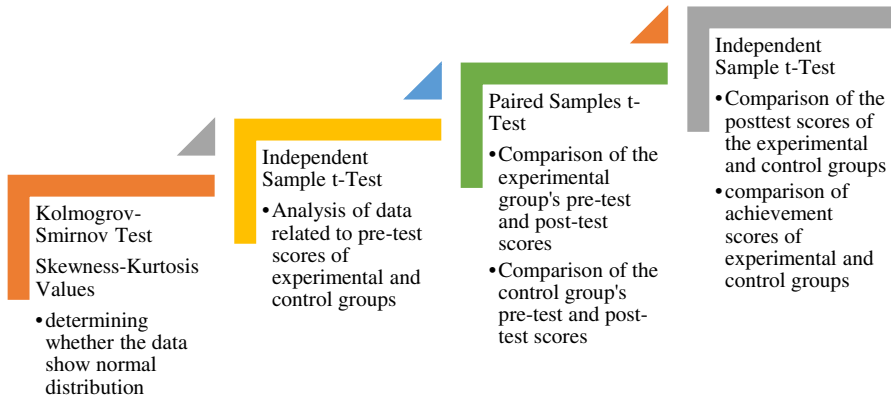 Kolmogrov-
Smirnov Test
Skewness-Kurtosis
Values
•determining
whether the data
show normal
distribution
Independent
Sample t-Test
•Analysis of data
related to pre-test
scores of
experimental and
control groups
Paired Samples t-
Test
•Comparison of the
experimental
group's pre-test
and post-test
scores
•Comparison of the
control group's
pre-test and post-
test scores
Independent
Sample t-Test
•Comparison of the
posttest scores of
the experimental
and control groups
•comparison of
achievement
scores of
experimental and
control groups